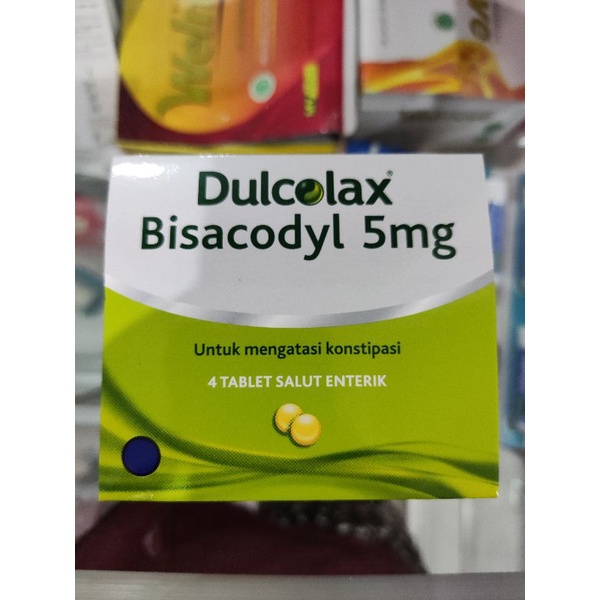 Dulcolax®
Bisacodyl 5mg
Untuk mengatasi konstipasi
4 TABLET SALUT ENTERIK